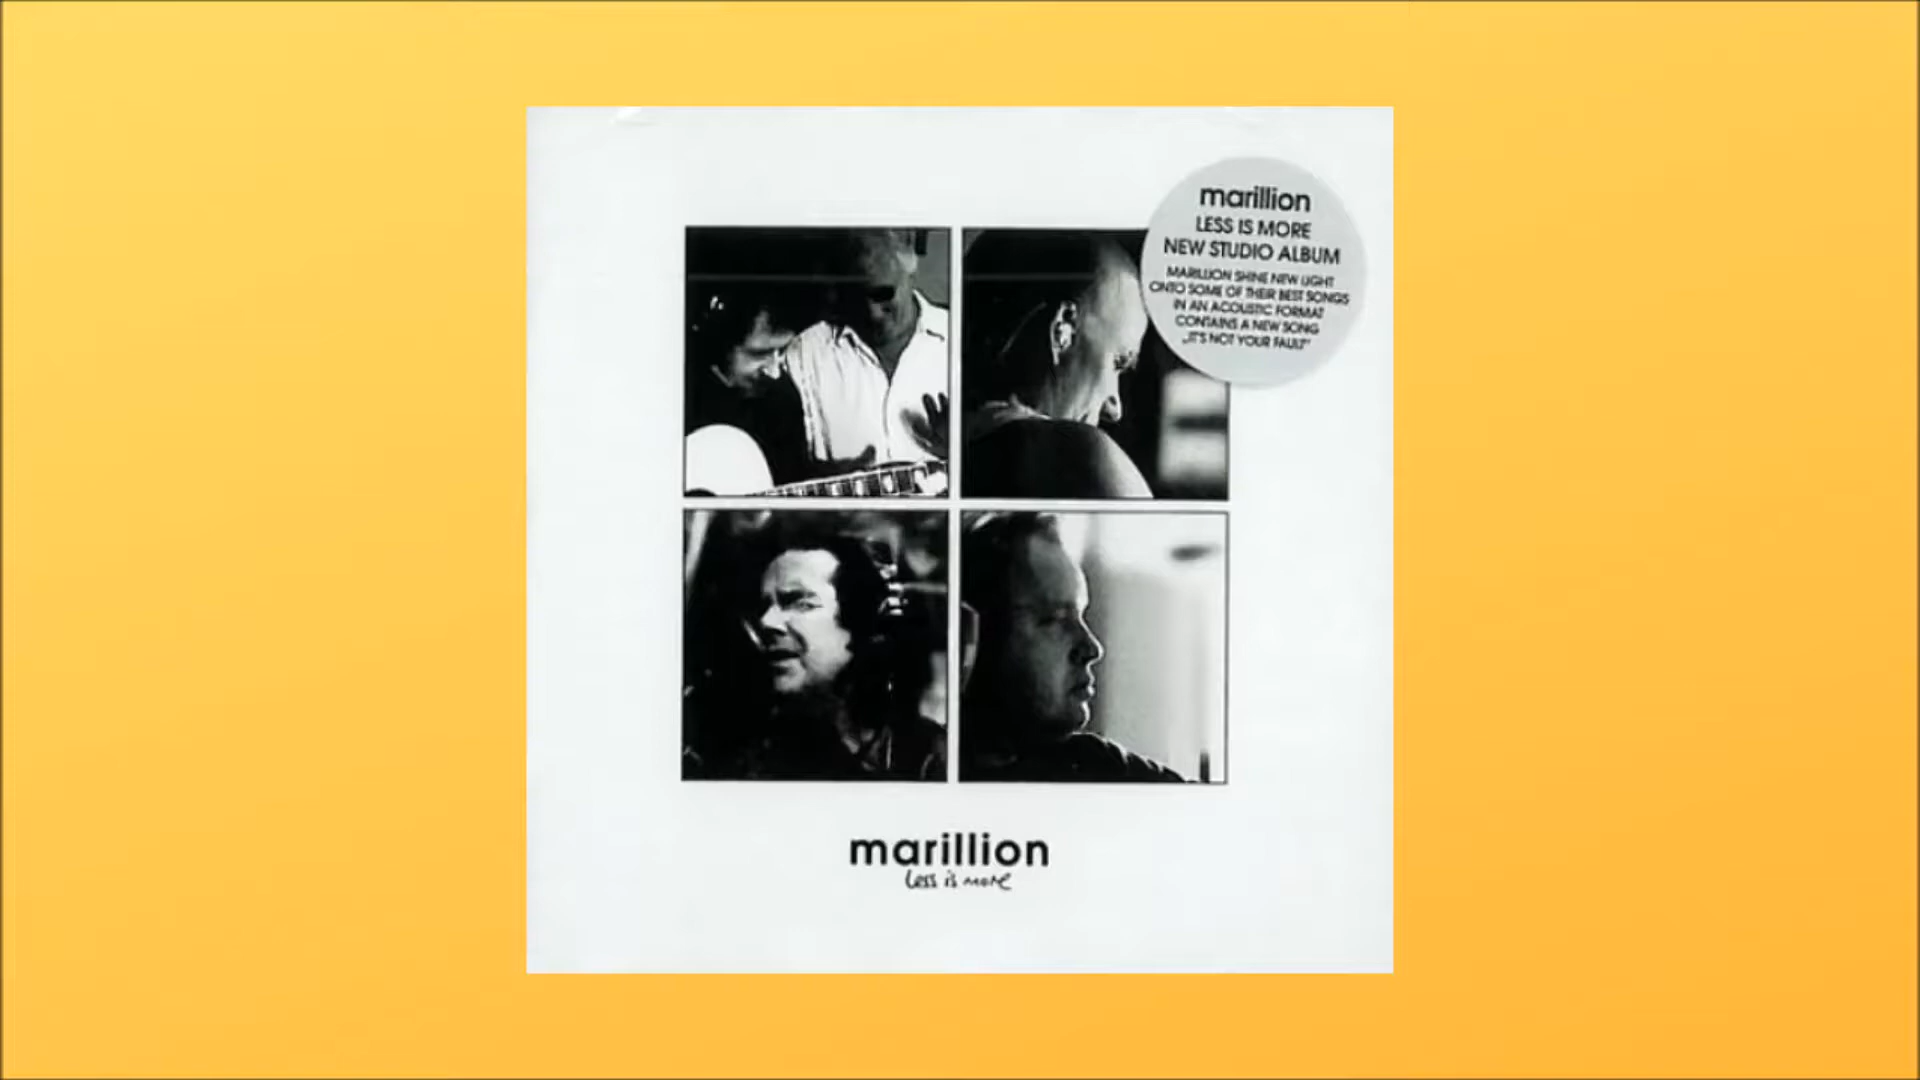 marillion
LESS IS MORE
NEW STUDIO ALBUM
MARILLION SHINE NEW LIGHT
ONTO SOME OF THEIR BEST SONGS
IN AN ACOUSTIC FORMAT
CONTAINS A NEW SONG
„IT'S NOT YOUR FAULT"
marillion
less is more